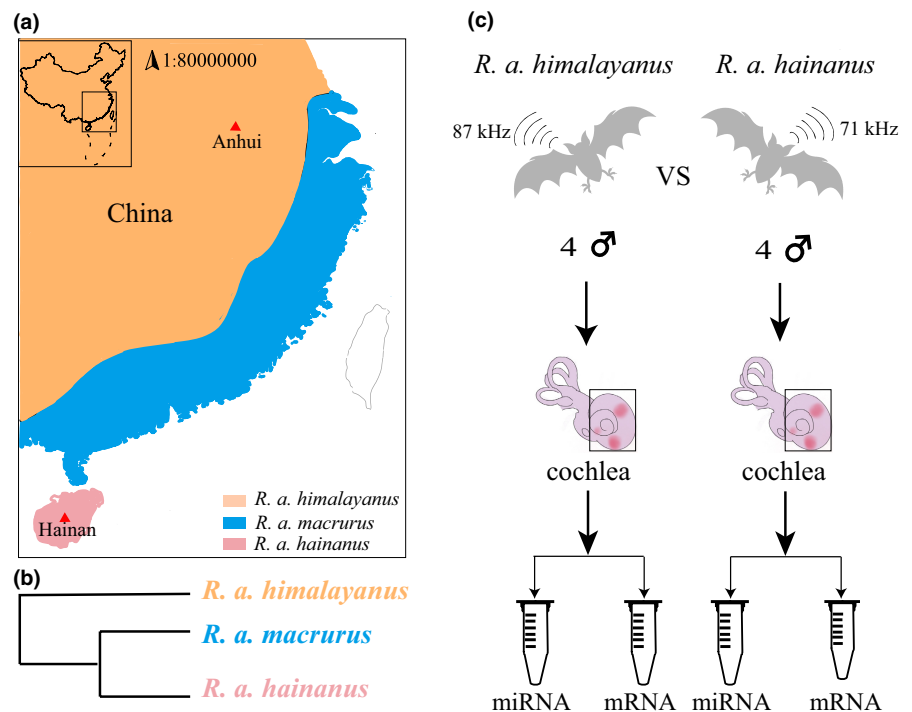 (a)
1:80000000
Anhui
China
Hainan
R. a. himalayanus
R. a. macrurus
R. a. hainanus
(b)
R. a. himalayanus
R. a. macrurus
R. a. hainanus
(c)
R. a. himalayanus R. a. hainanus
87 kHz 71 kHz
VS
4 ♂ 4 ♂
cochlea cochlea
miRNA mRNA miRNA mRNA